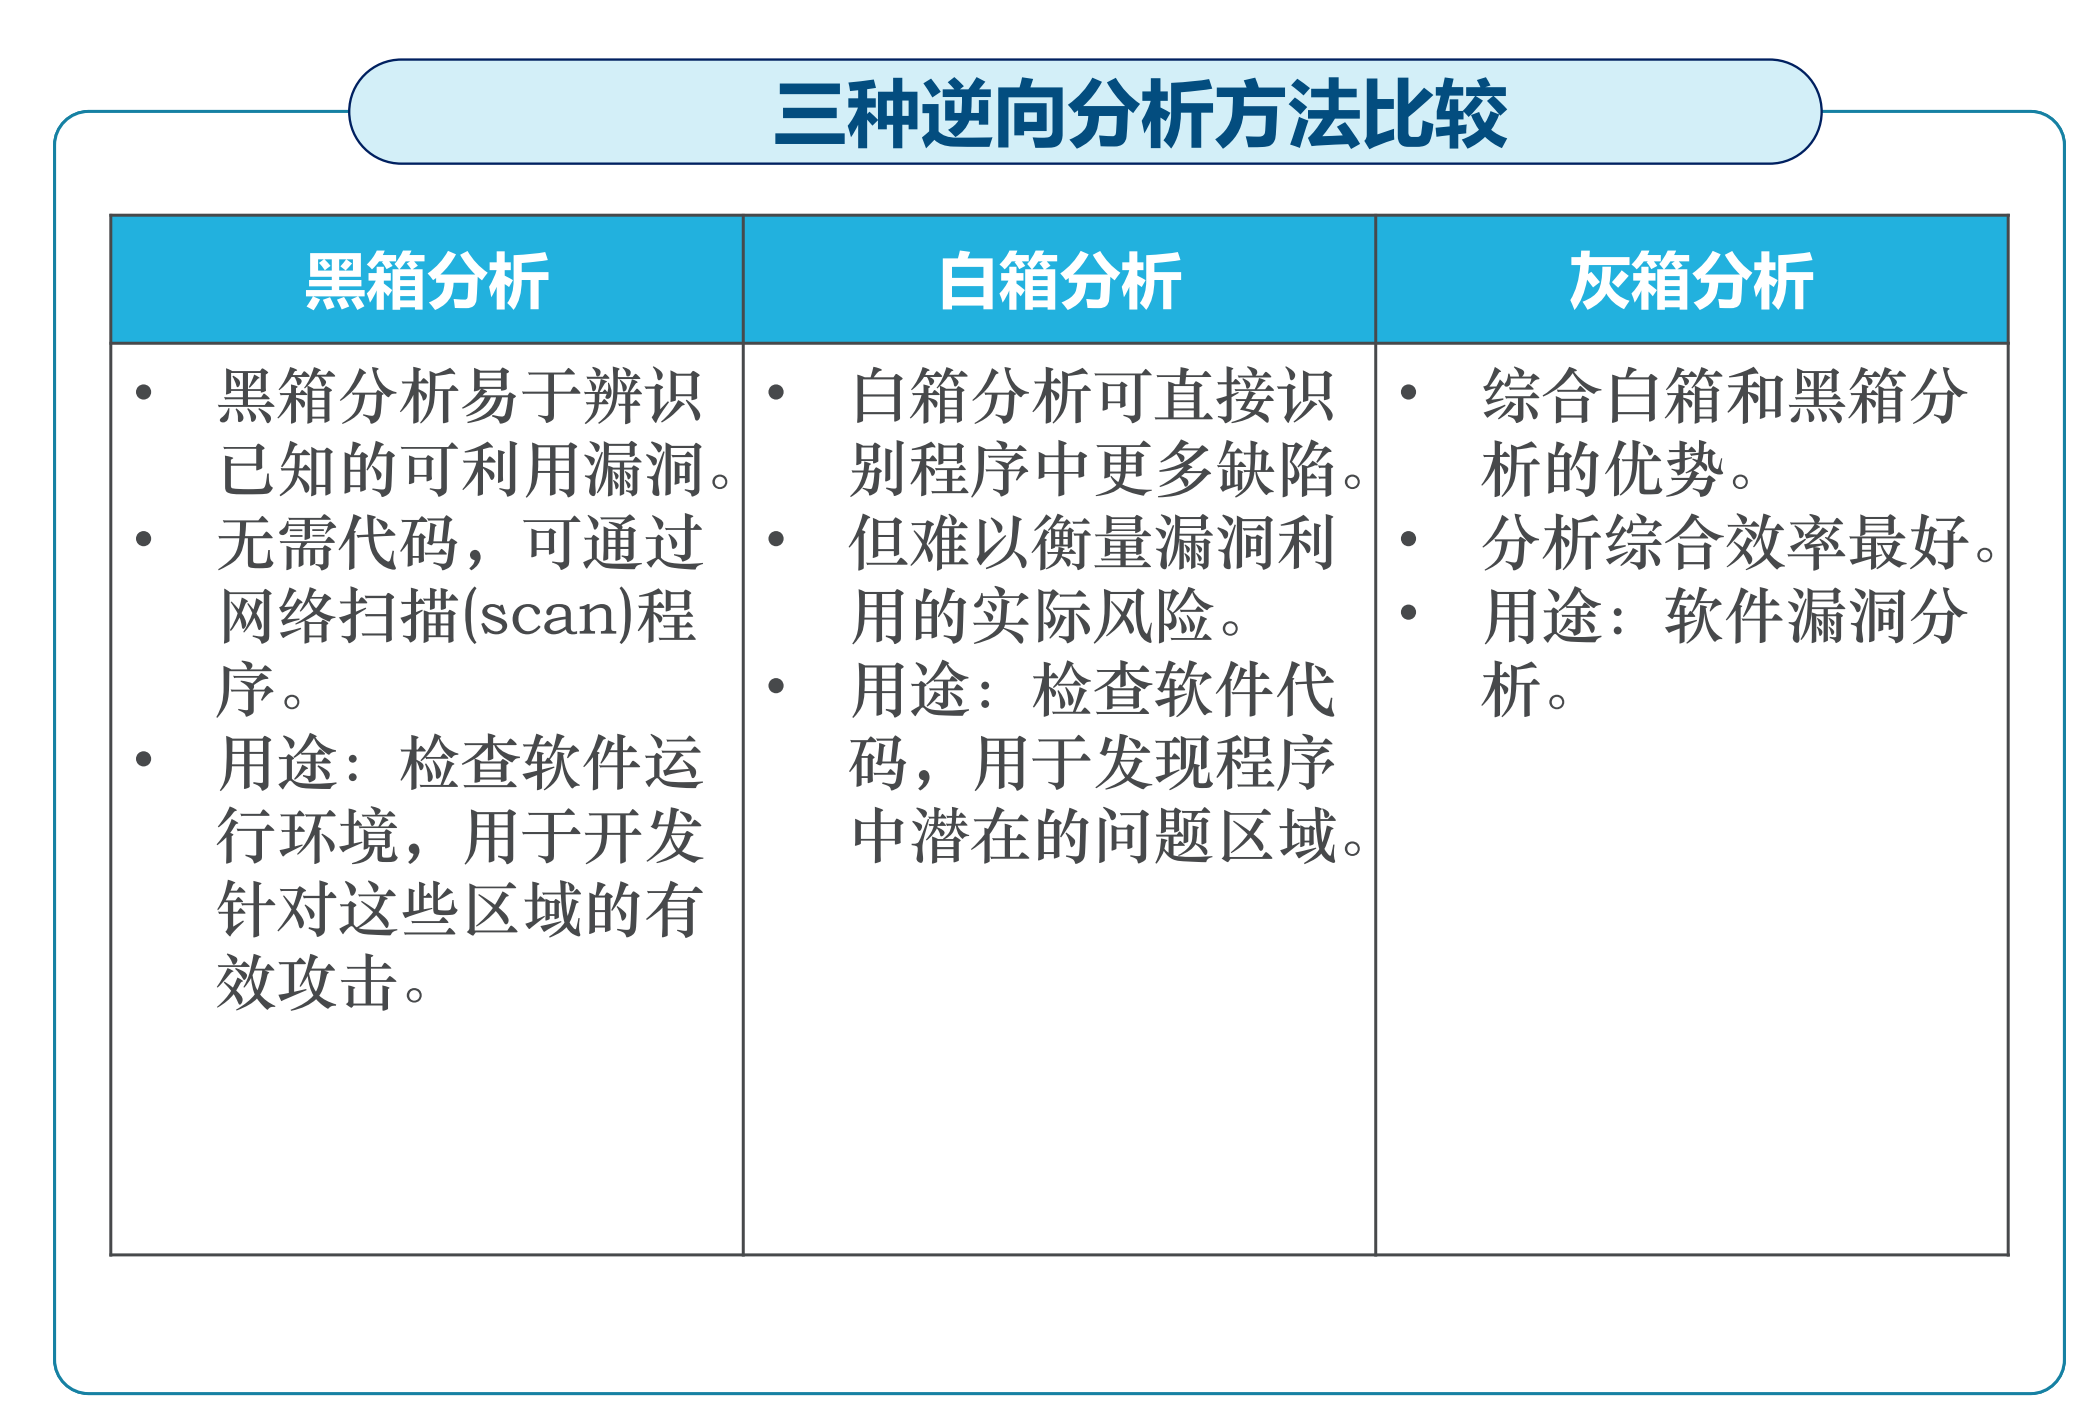 三种逆向分析方法比较
黑箱分析
白箱分析
灰箱分析
• 黑箱分析易于辨识
已知的可利用漏洞。
• 无需代码，可通过
网络扫描(scan)程
序。
• 用途：检查软件运
行环境，用于开发
针对这些区域的有
效攻击。
• 白箱分析可直接识
别程序中更多缺陷。
• 但难以衡量漏洞利
用的实际风险。
• 用途：检查软件代
码，用于发现程序
中潜在的问题区域。
• 综合白箱和黑箱分
析的优势。
• 分析综合效率最好。
• 用途：软件漏洞分
析。